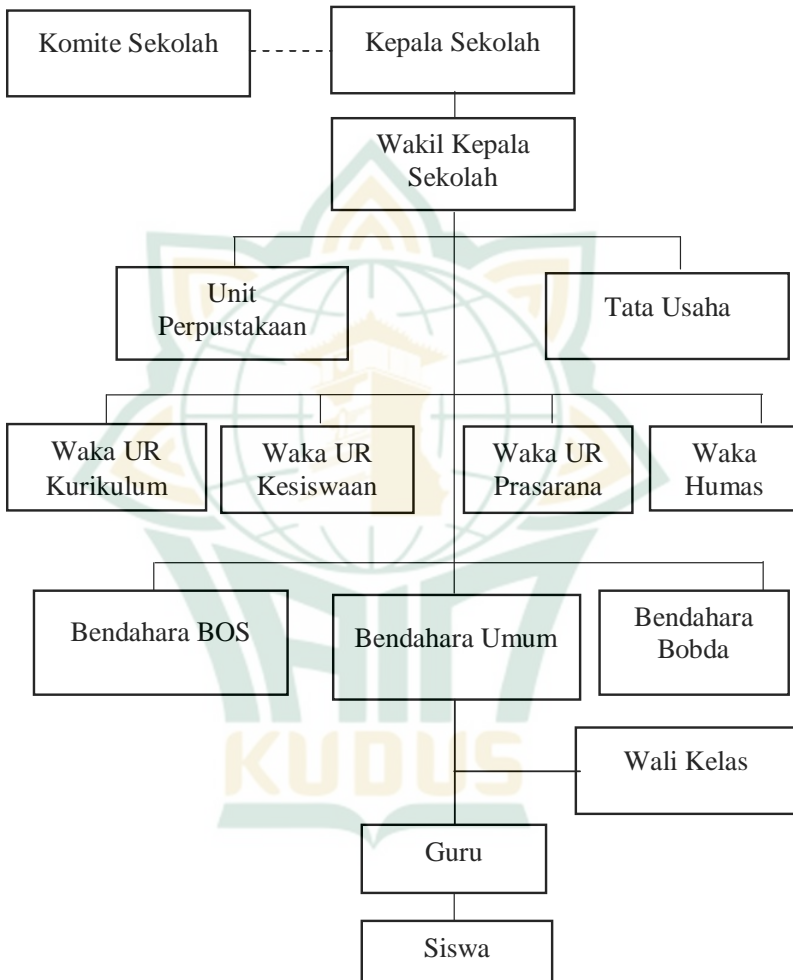 Komite Sekolah
Kepala Sekolah
Wakil Kepala
Sekolah
Unit
Perpustakaan
Tata Usaha
Waka UR
Kurikulum
Waka UR
Kesiswaan
Waka UR
Prasarana
Waka
Humas
Bendahara BOS
Bendahara Umum
Bendahara
Bobda
IAIN
KUDUS
Wali Kelas
Guru
Siswa